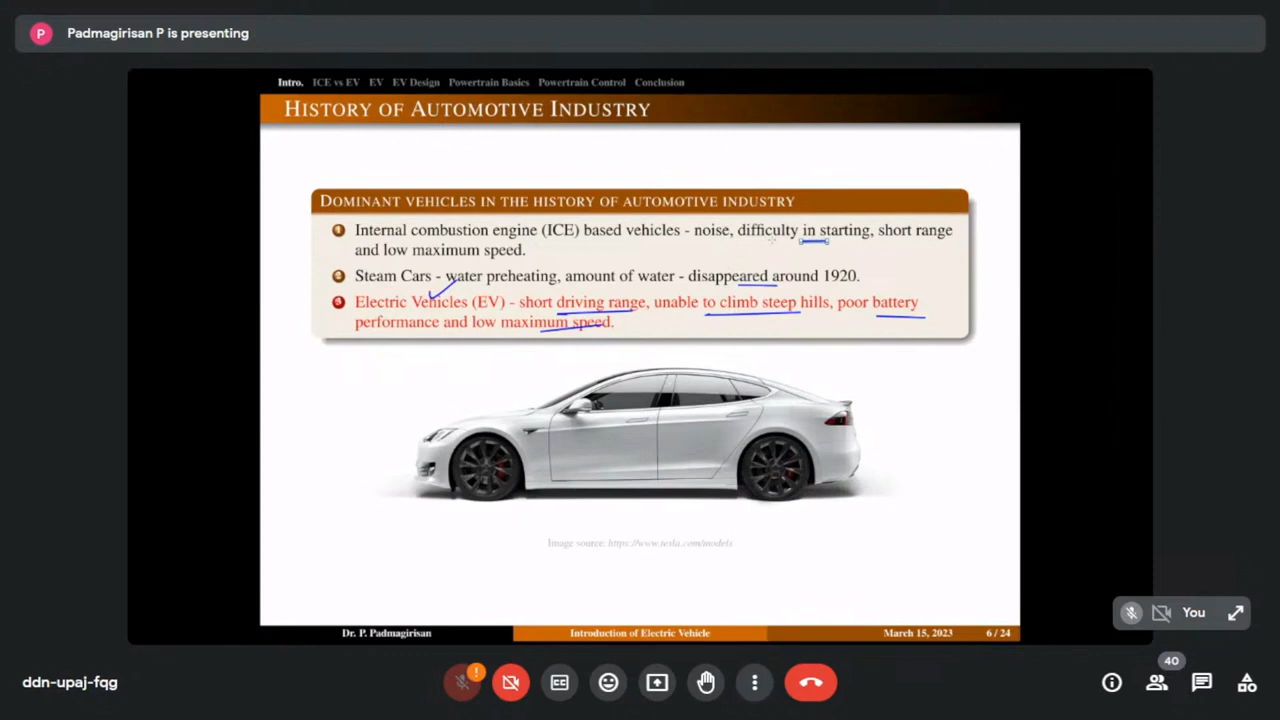 P
Padmagirisan P is presenting
Intro. ICE vs EV EV EV Design Powertrain Basics Powertrain Control Conclusion
HISTORY OF AUTOMOTIVE INDUSTRY
DOMINANT VEHICLES IN THE HISTORY OF AUTOMOTIVE INDUSTRY
1 Internal combustion engine (ICE) based vehicles - noise, difficulty in starting, short range
and low maximum speed.
2 Steam Cars - water preheating, amount of water - disappeared around 1920.
3 Electric Vehicles (EV) - short driving range, unable to climb steep hills, poor battery
performance and low maximum speed.
Image source: https://www.tesla.com/models
You
Dr. P. Padmagirisan Introduction of Electric Vehicle March 15, 2023 6 / 24
40
ddn-upaj-fqg